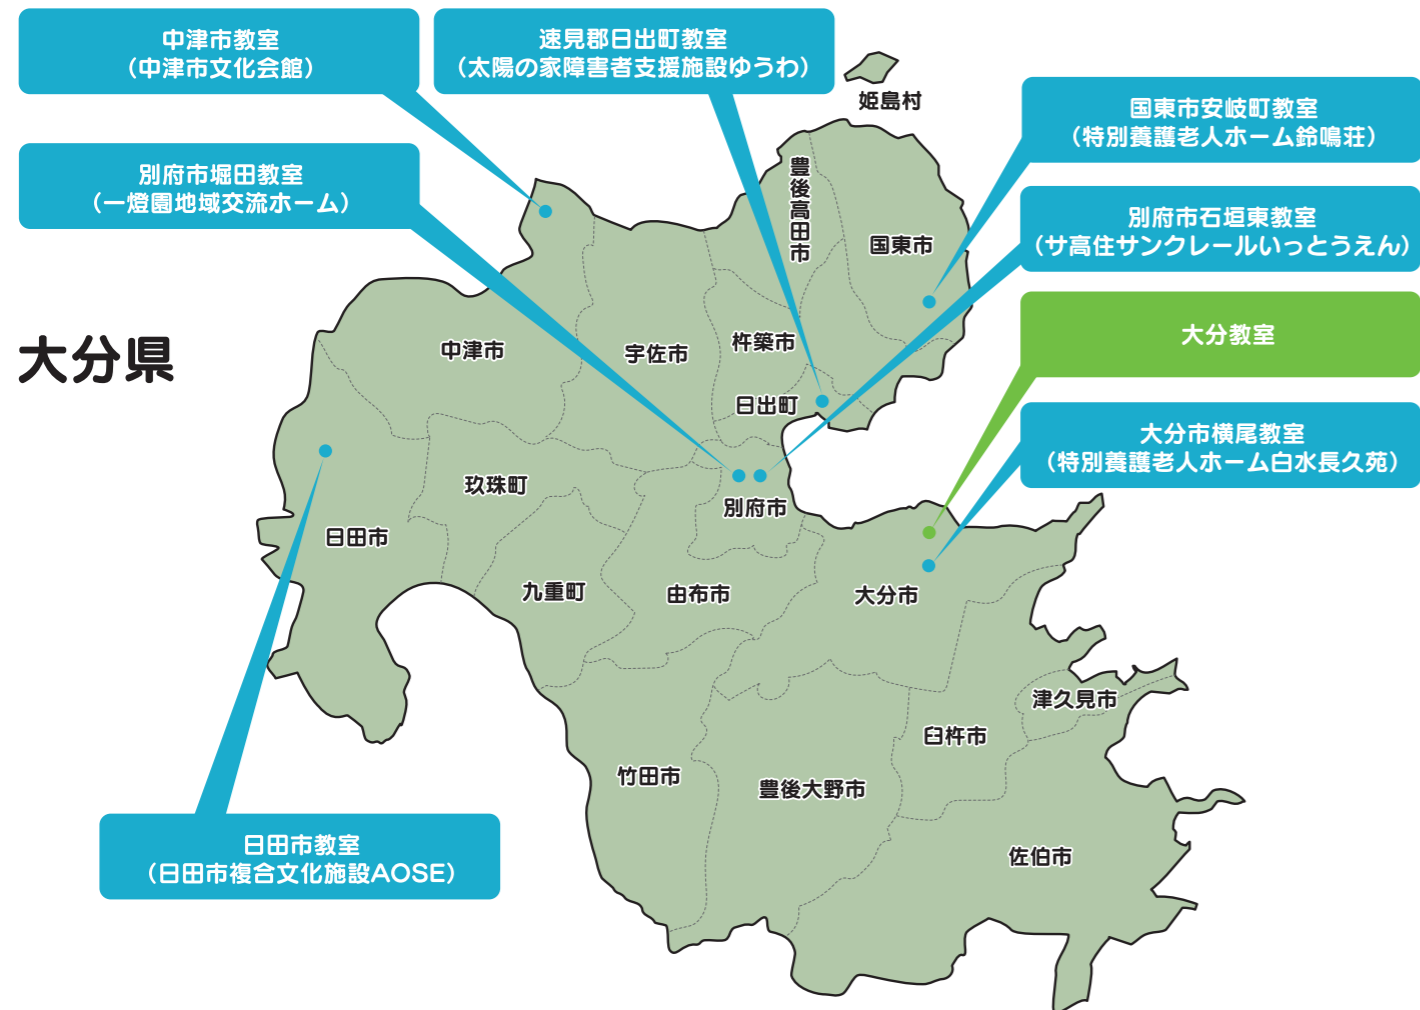 中津市教室
（中津市文化会館）
速見郡日出町教室
（太陽の家障害者支援施設ゆうわ）
姫島村
国東市安岐町教室
（特別養護老人ホーム鈴鳴荘）
別府市堀田教室
（一燈園地域交流ホーム）
豊後高田市
国東市
別府市石垣東教室
（サ高住サンクレールいっとうえん）
大分県
中津市
宇佐市
杵築市
大分教室
日出町
大分市横尾教室
（特別養護老人ホーム白水長久苑）
玖珠町
別府市
日田市
九重町
由布市
大分市
津久見市
臼杵市
竹田市
豊後大野市
佐伯市
日田市教室
（日田市複合文化施設AOSE）